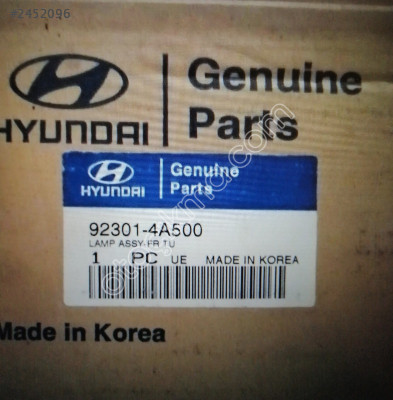 #2452096
Genuine
Parts
HYUNDAI
Genuine
Parts
HYUNDAI
92301-4A500
LAMP ASSY-FR TU
1 PC UE MADE IN KOREA
Made in Korea